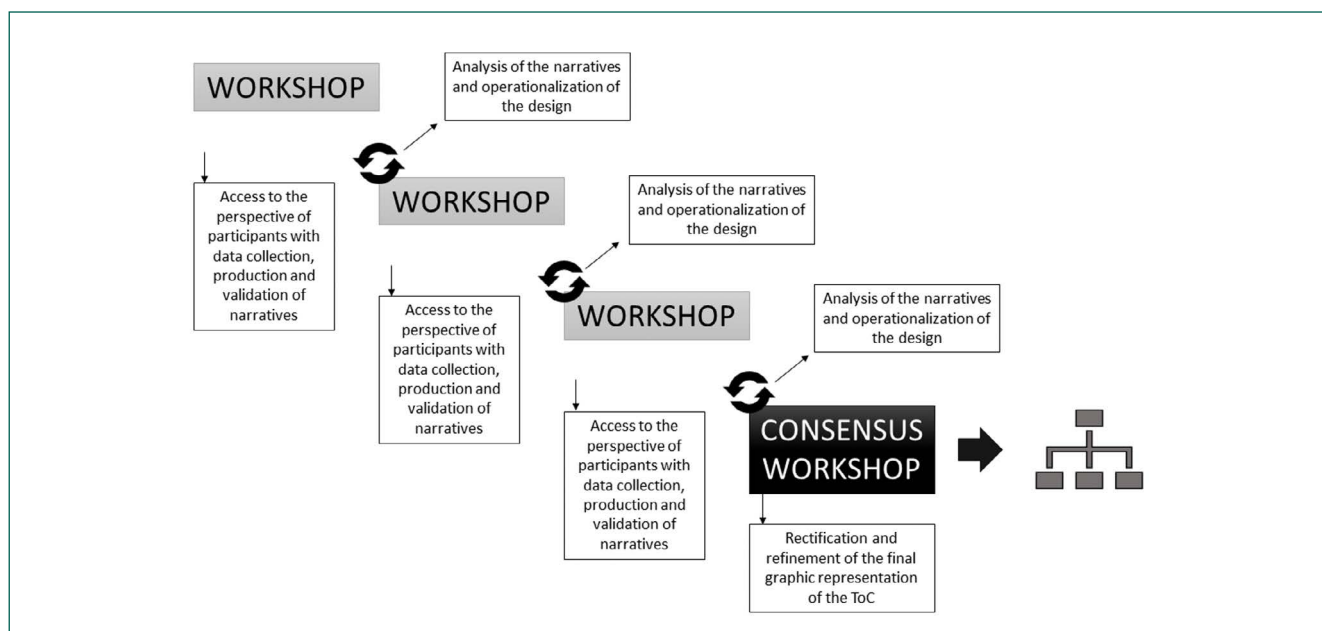 WORKSHOP
Analysis of the narratives
and operationalization of
the design
Access to the
perspective of
participants with
data collection,
production and
validation of
narratives
WORKSHOP
Analysis of the narratives
and operationalization of
the design
Access to the
perspective of
participants with
data collection,
production and
validation of
narratives
WORKSHOP
Analysis of the narratives
and operationalization of
the design
Access to the
perspective of
participants with
data collection,
production and
validation of
narratives
CONSENSUS
WORKSHOP
Rectification and
refinement of the final
graphic representation
of the ToC